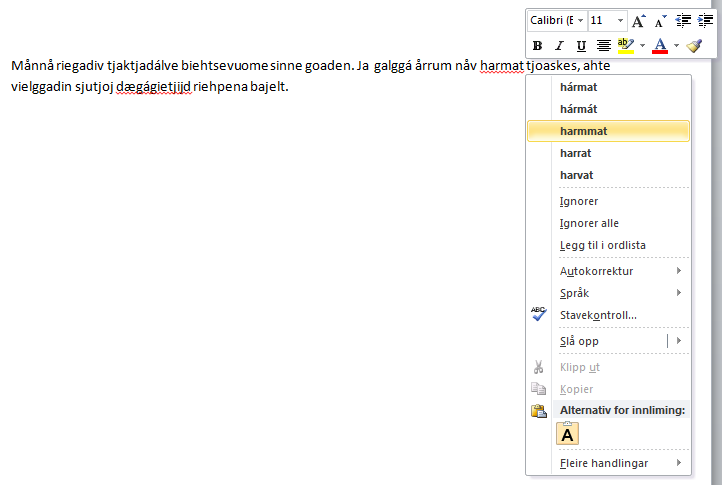 Calibri (E 11
B I U
Månnå riegadiv tjaktjadálve biehtsevuome sinne goaden. Ja galggá årrum nåv harmat tjoaskes, ahte
vielggadin sjutjoj dægágietjijd riehpena bajelt.
hármat
hármát
harmmat
harrat
harvat
Ignorer
Ignorer alle
Legg til i ordlista
Autokorrektur
Språk
Stavekontroll...
Slå opp
Klipp ut
Kopier
Alternativ for innliming:
A
Fleire handlingar